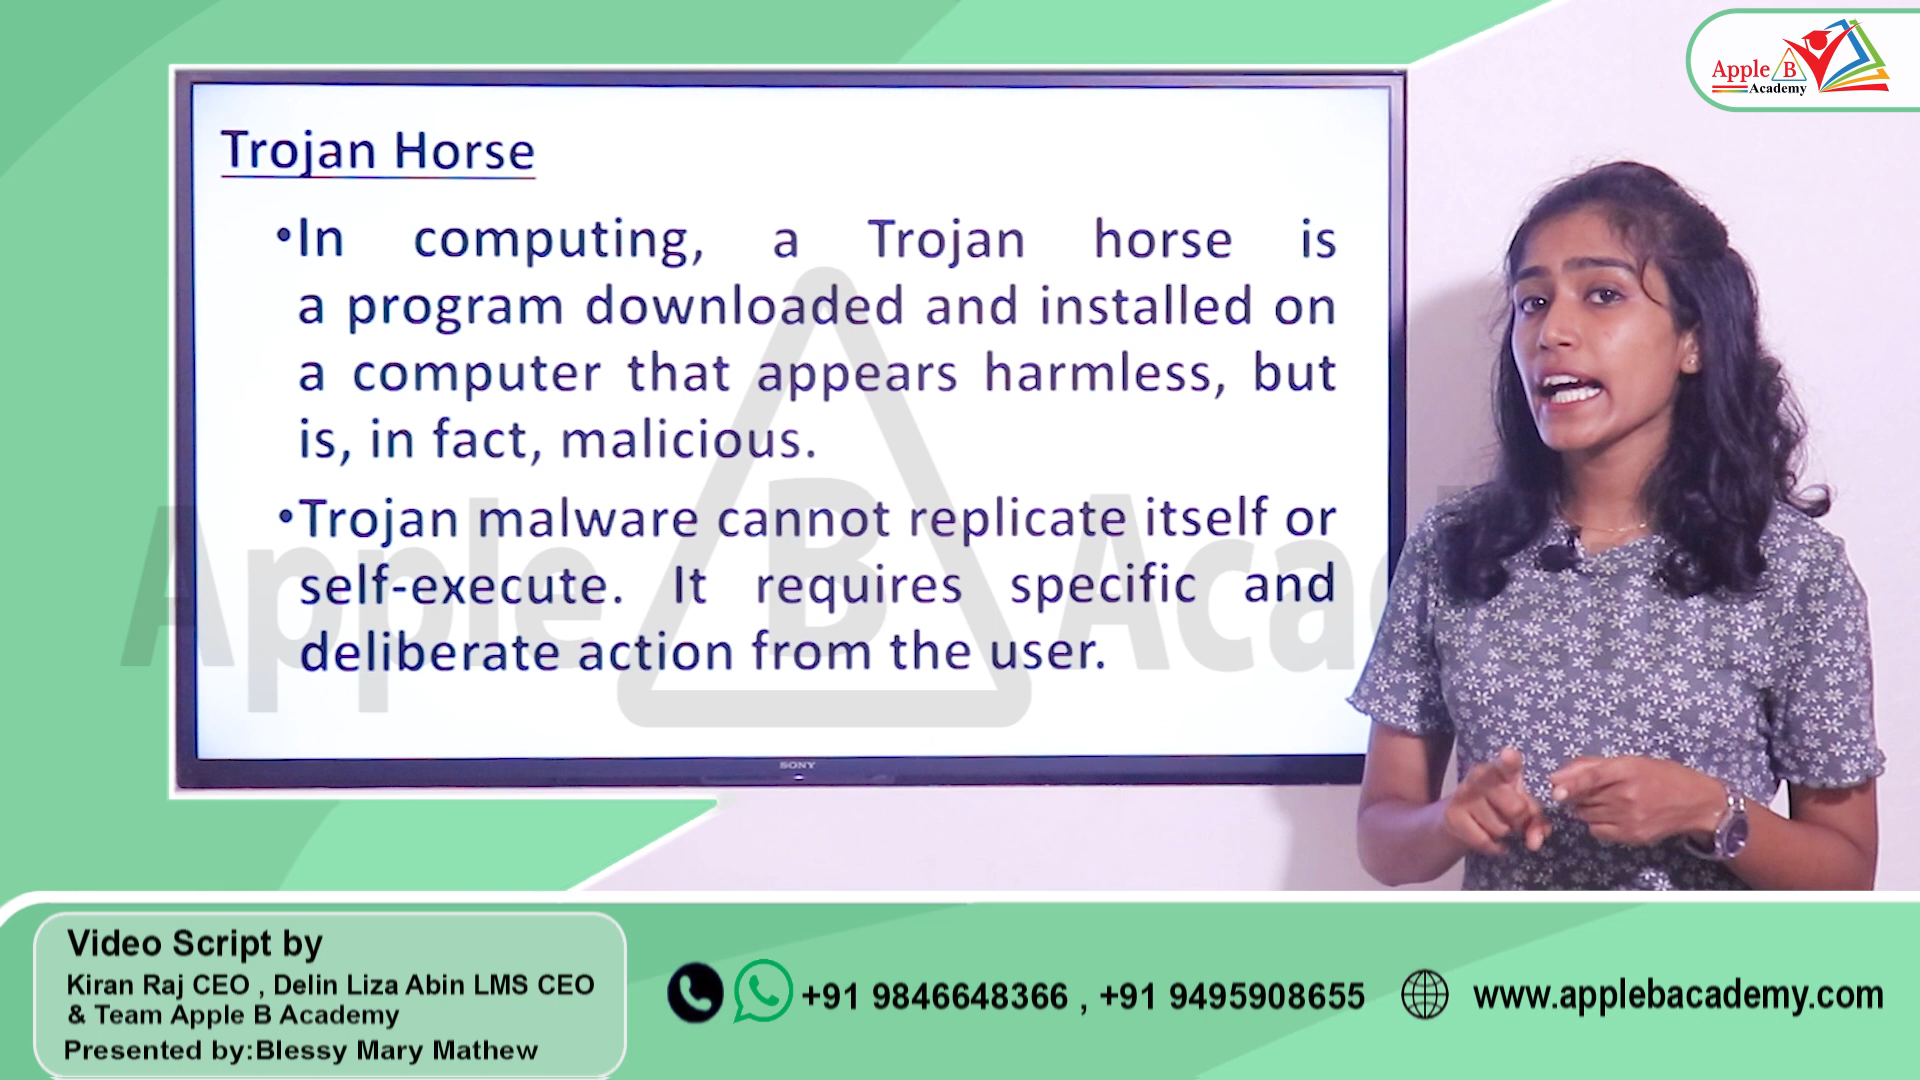 Apple B
Academy
Trojan Horse
•In computing, a Trojan horse is
a program downloaded and installed on
a computer that appears harmless, but
is, in fact, malicious.
•Trojan malware cannot replicate itself or
self-execute. It requires specific and
deliberate action from the user.
Apple B Academy
SONY
Video Script by
Kiran Raj CEO , Delin Liza Abin LMS CEO
& Team Apple B Academy
Presented by:Blessy Mary Mathew
+91 9846648366 , +91 9495908655
www.applebacademy.com